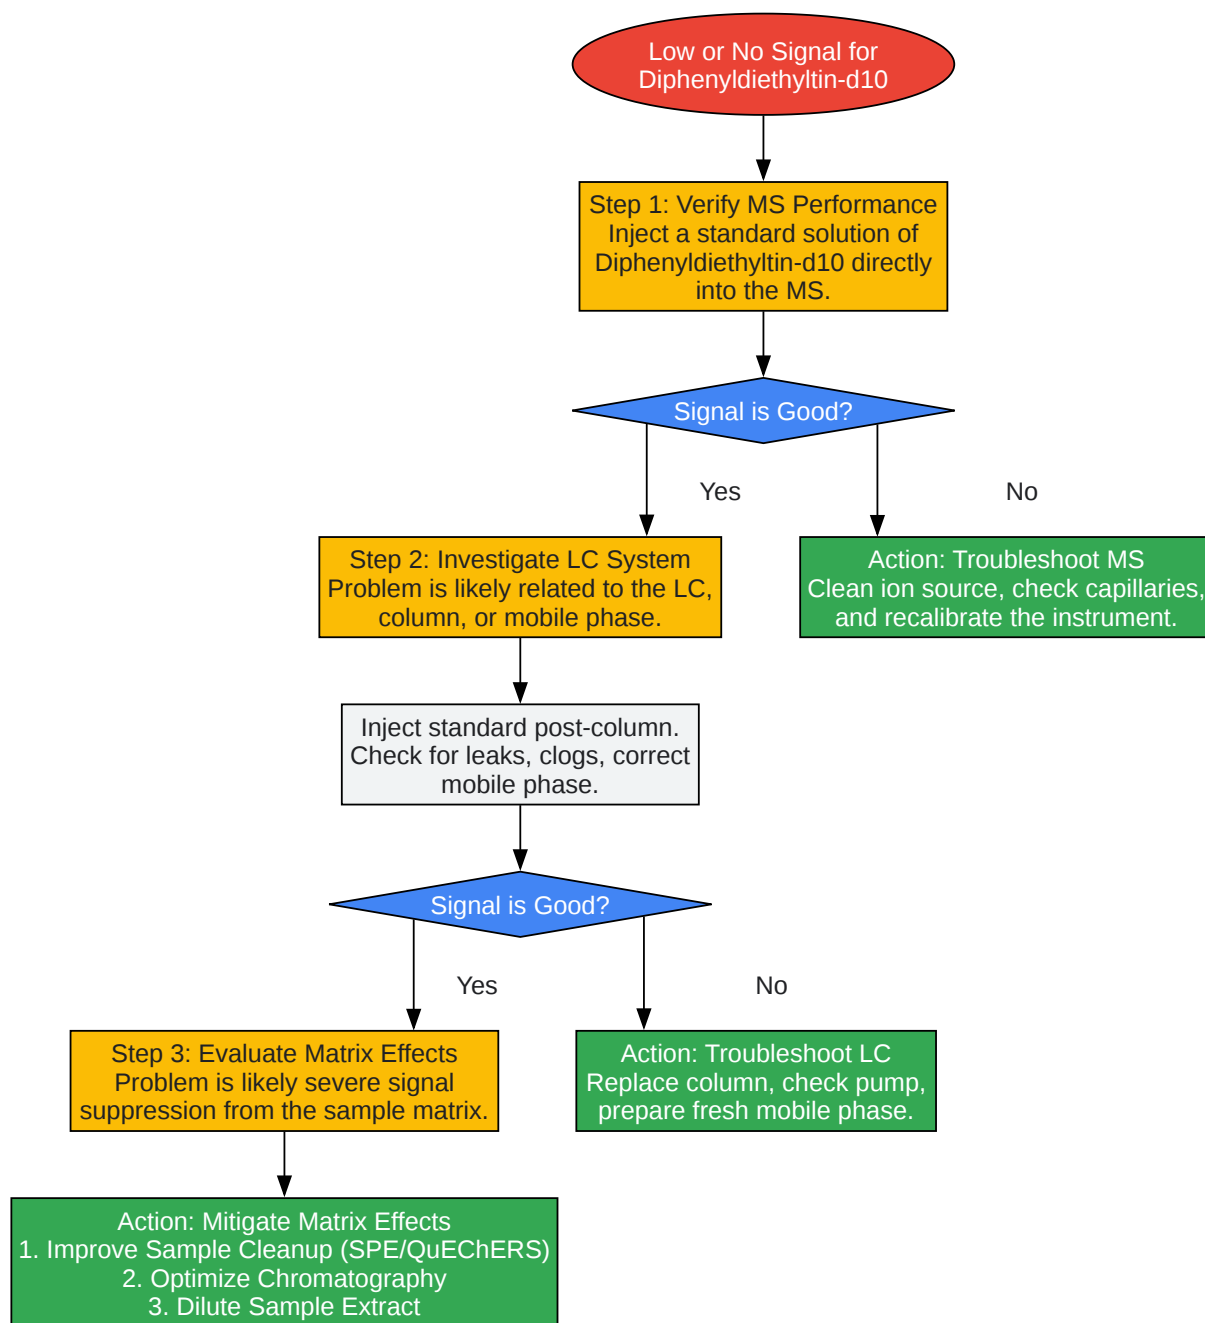 Low or No Signal for
Diphenyldiethyltin-d10
Step 1: Verify MS Performance
Inject a standard solution of
Diphenyldiethyltin-d10 directly
into the MS.
Signal is Good?
Yes
No
Step 2: Investigate LC System
Problem is likely related to the LC,
column, or mobile phase.
Action: Troubleshoot MS
Clean ion source, check capillaries,
and recalibrate the instrument.
Inject standard post-column.
Check for leaks, clogs, correct
mobile phase.
Signal is Good?
Yes
No
Step 3: Evaluate Matrix Effects
Problem is likely severe signal
suppression from the sample matrix.
Action: Troubleshoot LC
Replace column, check pump,
prepare fresh mobile phase.
Action: Mitigate Matrix Effects
1. Improve Sample Cleanup (SPE/QuEChERS)
2. Optimize Chromatography
3. Dilute Sample Extract